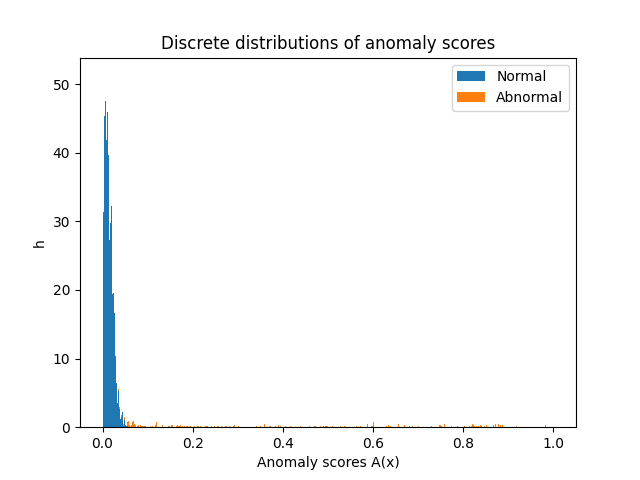 Discrete distributions of anomaly scores
Normal
Abnormal
50
40
30
20
10
0
h
0.0 0.2 0.4 0.6 0.8 1.0
Anomaly scores A(x)